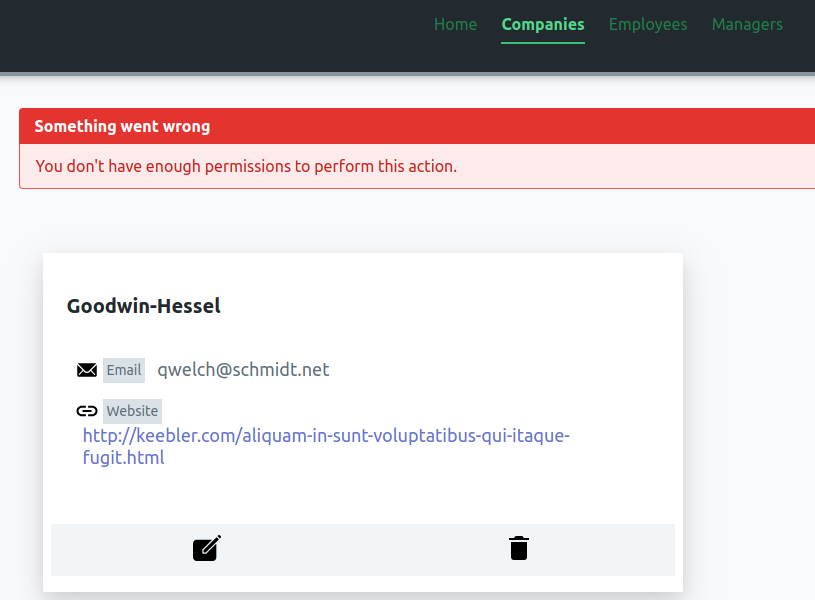 Home Companies Employees Managers
Something went wrong
You don't have enough permissions to perform this action.
Goodwin-Hessel
Email qwelch@schmidt.net
Website
http://keebler.com/aliquam-in-sunt-voluptatibus-qui-itaque-
fugit.html